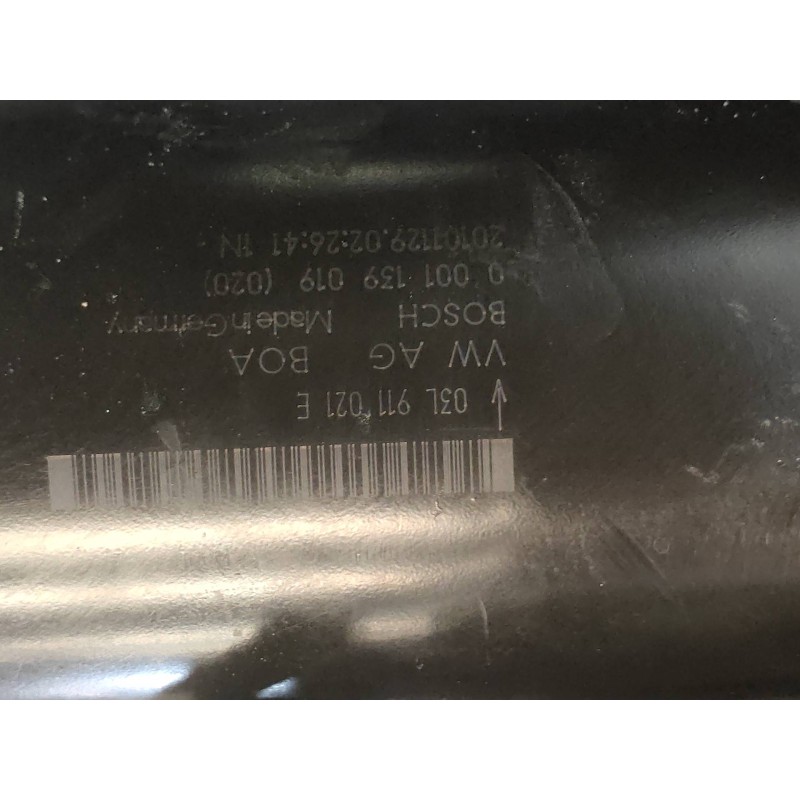 03L 911 021 E
VW AG BOA
BOSCH Made in Germany
0 001 139 019 (020)
20101129.02:26:41 1N